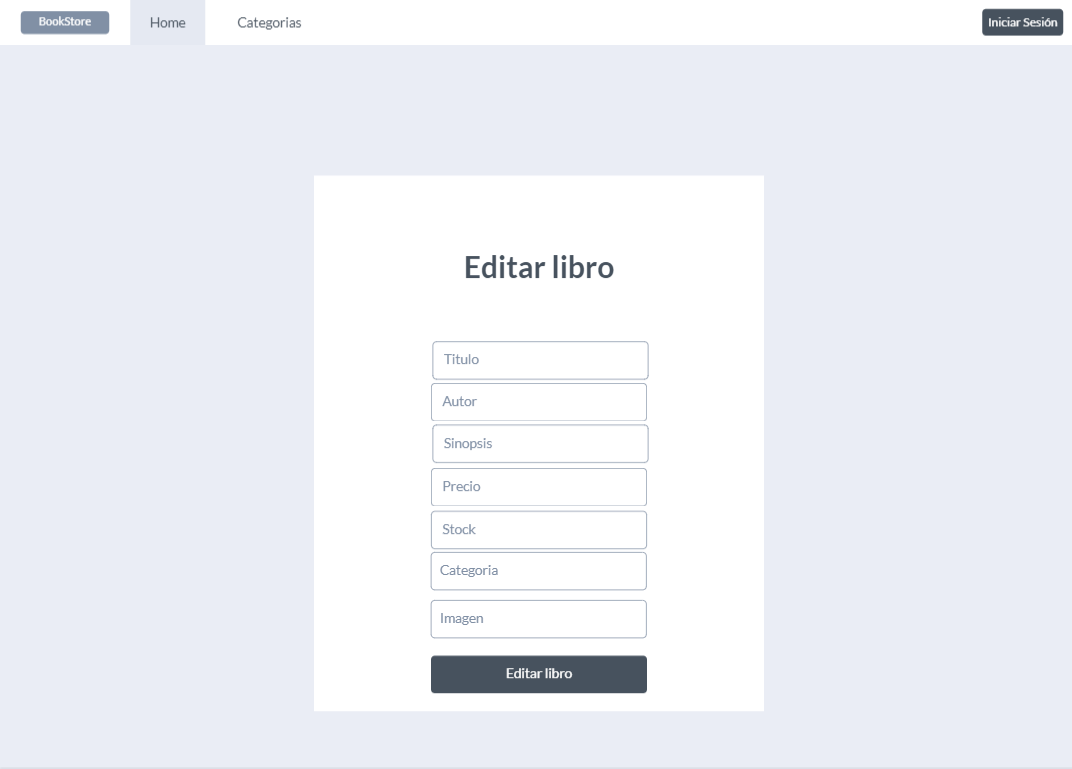 BookStore
Home
Categorias
Iniciar Sesión
Editar libro
Titulo
Autor
Sinopsis
Precio
Stock
Categoria
Imagen
Editar libro